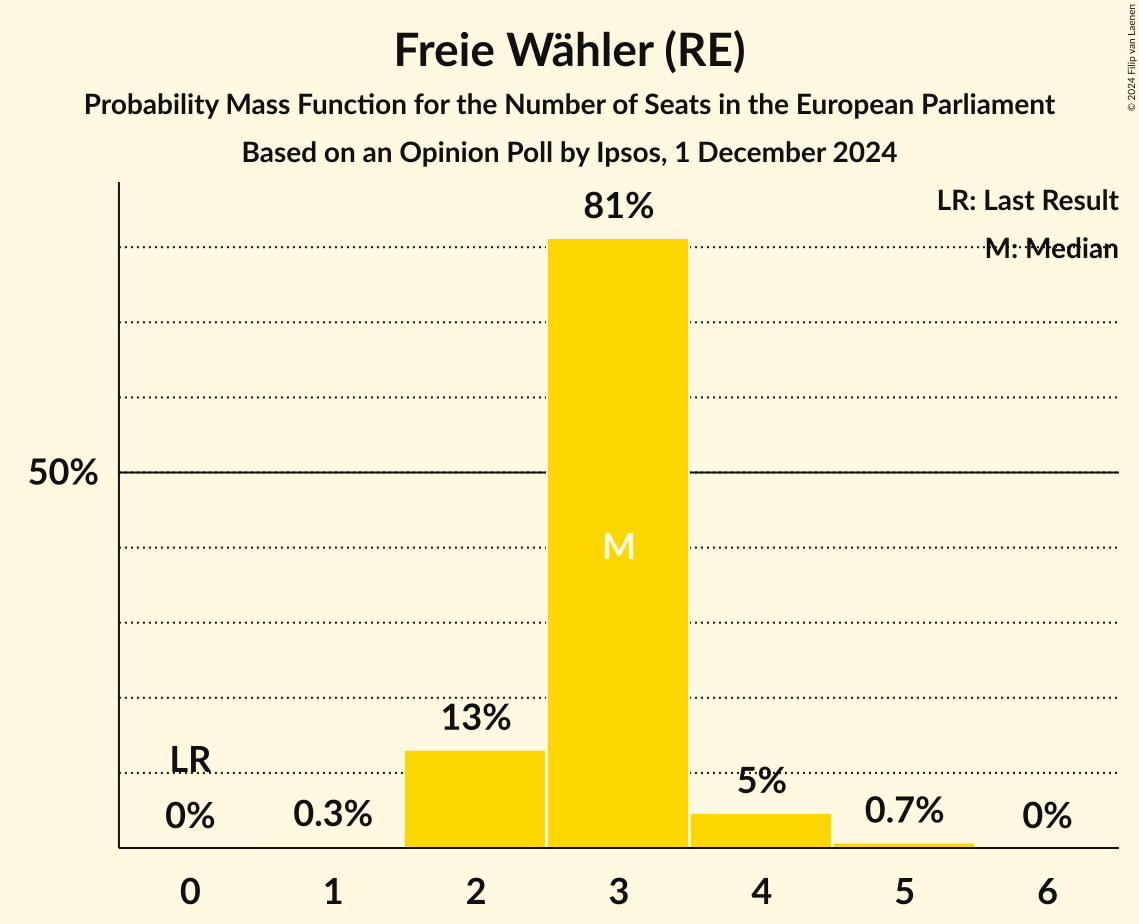 Freie Wähler (RE)
Probability Mass Function for the Number of Seats in the European Parliament
Based on an Opinion Poll by Ipsos, 1 December 2024
© 2024 Filip van Laenen
LR: Last Result
M: Median
81%
50%
M
13%
LR
5%
0%
0.3%
0.7%
0%
0 1 2 3 4 5 6